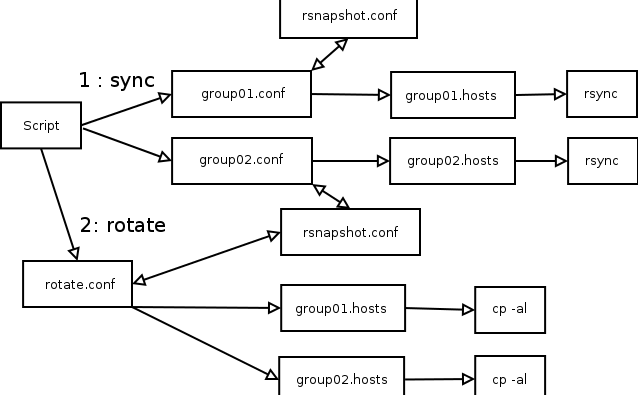 rsnapshot.conf
1 : sync
group01.conf
group01.hosts
rsync
Script
group02.conf
group02.hosts
rsync
2: rotate
rsnapshot.conf
rotate.conf
group01.hosts
cp -al
group02.hosts
cp -al